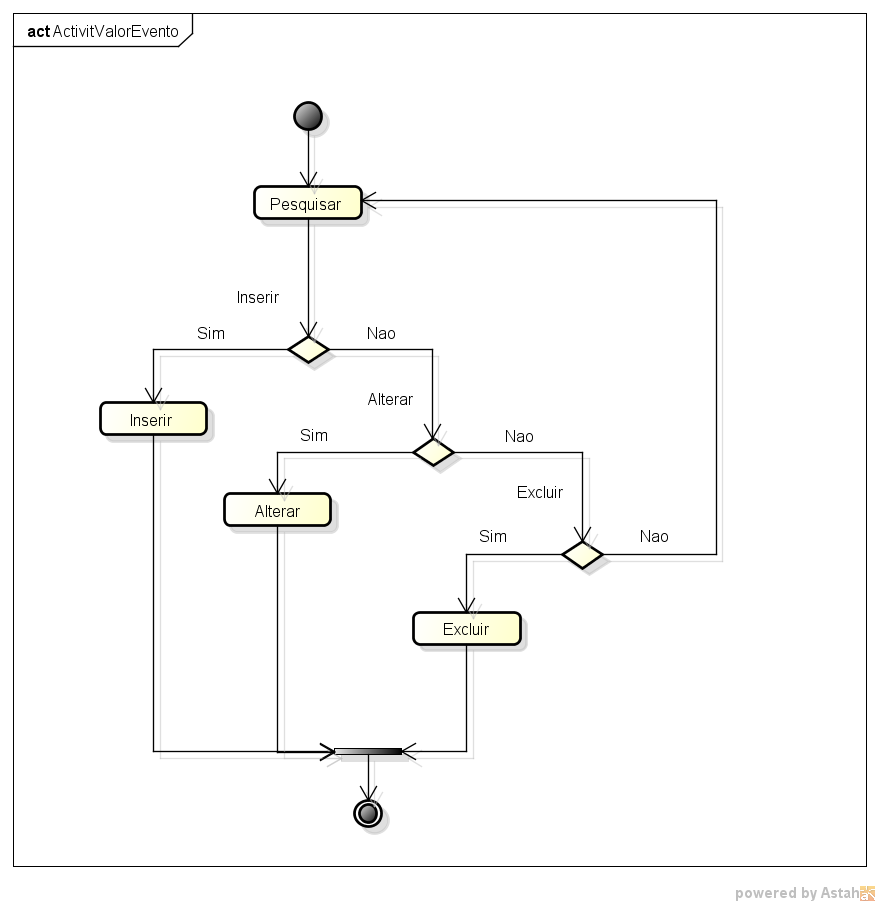 act ActivitValorEvento
Pesquisar
Inserir
Sim
Nao
Alterar
Inserir
Sim
Nao
Excluir
Alterar
Sim
Nao
Excluir
powered by Astah